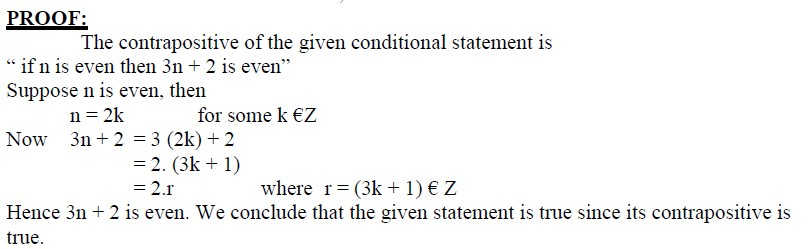 PROOF:
The contrapositive of the given conditional statement is
“ if n is even then 3n + 2 is even”
Suppose n is even, then
n = 2k for some k €Z
Now 3n + 2 = 3 (2k) + 2
= 2. (3k + 1)
= 2.r where r = (3k + 1) € Z
Hence 3n + 2 is even. We conclude that the given statement is true since its contrapositive is
true.